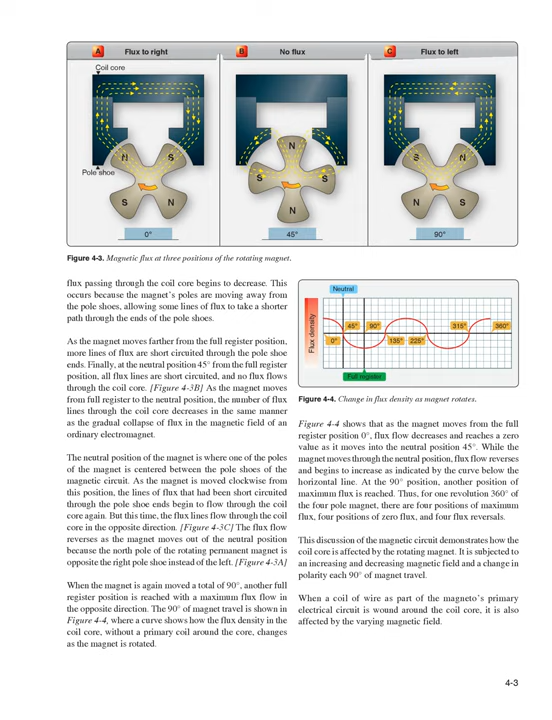 A Flux to right
B No flux
C Flux to left
Coil core
Pole shoe
N S
S N
0°
N
S S
N
45°
S N
N S
90°
Figure 4-3. Magnetic flux at three positions of the rotating magnet.
flux passing through the coil core begins to decrease. This
occurs because the magnet's poles are moving away from
the pole shoes, allowing some lines of flux to take a shorter
path through the ends of the pole shoes.
As the magnet moves farther from the full register position,
more lines of flux are short circuited through the pole shoe
ends. Finally, at the neutral position 45° from the full register
position, all flux lines are short circuited, and no flux flows
through the coil core. [Figure 4-3B] As the magnet moves
from full register to the neutral position, the number of flux
lines through the coil core decreases in the same manner
as the gradual collapse of flux in the magnetic field of an
ordinary electromagnet.
The neutral position of the magnet is where one of the poles
of the magnet is centered between the pole shoes of the
magnetic circuit. As the magnet is moved clockwise from
this position, the lines of flux that had been short circuited
through the pole shoe ends begin to flow through the coil
core again. But this time, the flux lines flow through the coil
core in the opposite direction. [Figure 4-3C] The flux flow
reverses as the magnet moves out of the neutral position
because the north pole of the rotating permanent magnet is
opposite the right pole shoe instead of the left. [Figure 4-3A]
When the magnet is again moved a total of 90°, another full
register position is reached with a maximum flux flow in
the opposite direction. The 90° of magnet travel is shown in
Figure 4-4, where a curve shows how the flux density in the
coil core, without a primary coil around the core, changes
as the magnet is rotated.
Neutral
Flux density
45° 90° 315° 360°
0° 135° 225°
Full register
Figure 4-4. Change in flux density as magnet rotates.
Figure 4-4 shows that as the magnet moves from the full
register position 0°, flux flow decreases and reaches a zero
value as it moves into the neutral position 45°. While the
magnet moves through the neutral position, flux flow reverses
and begins to increase as indicated by the curve below the
horizontal line. At the 90° position, another position of
maximum flux is reached. Thus, for one revolution 360° of
the four pole magnet, there are four positions of maximum
flux, four positions of zero flux, and four flux reversals.
This discussion of the magnetic circuit demonstrates how the
coil core is affected by the rotating magnet. It is subjected to
an increasing and decreasing magnetic field and a change in
polarity each 90° of magnet travel.
When a coil of wire as part of the magneto's primary
electrical circuit is wound around the coil core, it is also
affected by the varying magnetic field.
4-3